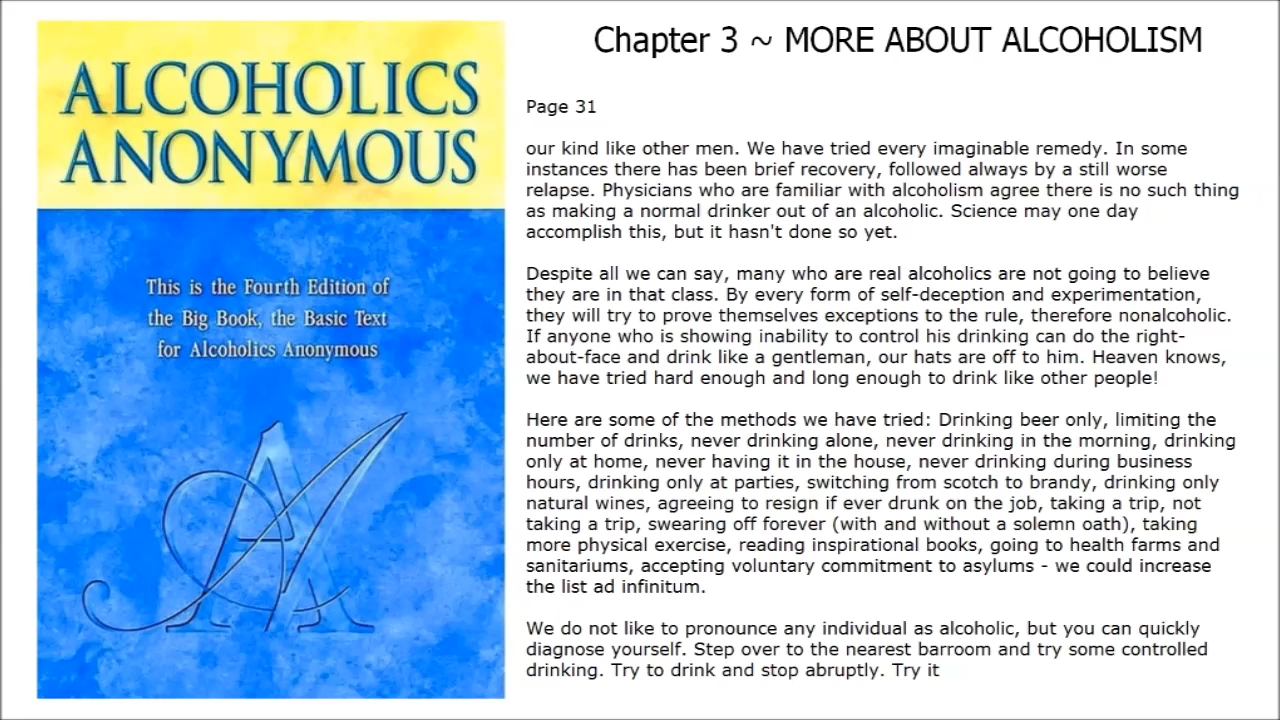 ALCOHOLICS
ANONYMOUS
This is the Fourth Edition of
the Big Book, the Basic Text
for Alcoholics Anonymous
AA
Chapter 3 ~ MORE ABOUT ALCOHOLISM
Page 31
our kind like other men. We have tried every imaginable remedy. In some
instances there has been brief recovery, followed always by a still worse
relapse. Physicians who are familiar with alcoholism agree there is no such thing
as making a normal drinker out of an alcoholic. Science may one day
accomplish this, but it hasn't done so yet.
Despite all we can say, many who are real alcoholics are not going to believe
they are in that class. By every form of self-deception and experimentation,
they will try to prove themselves exceptions to the rule, therefore nonalcoholic.
If anyone who is showing inability to control his drinking can do the right-
about-face and drink like a gentleman, our hats are off to him. Heaven knows,
we have tried hard enough and long enough to drink like other people!
Here are some of the methods we have tried: Drinking beer only, limiting the
number of drinks, never drinking alone, never drinking in the morning, drinking
only at home, never having it in the house, never drinking during business
hours, drinking only at parties, switching from scotch to brandy, drinking only
natural wines, agreeing to resign if ever drunk on the job, taking a trip, not
taking a trip, swearing off forever (with and without a solemn oath), taking
more physical exercise, reading inspirational books, going to health farms and
sanitariums, accepting voluntary commitment to asylums - we could increase
the list ad infinitum.
We do not like to pronounce any individual as alcoholic, but you can quickly
diagnose yourself. Step over to the nearest barroom and try some controlled
drinking. Try to drink and stop abruptly. Try it